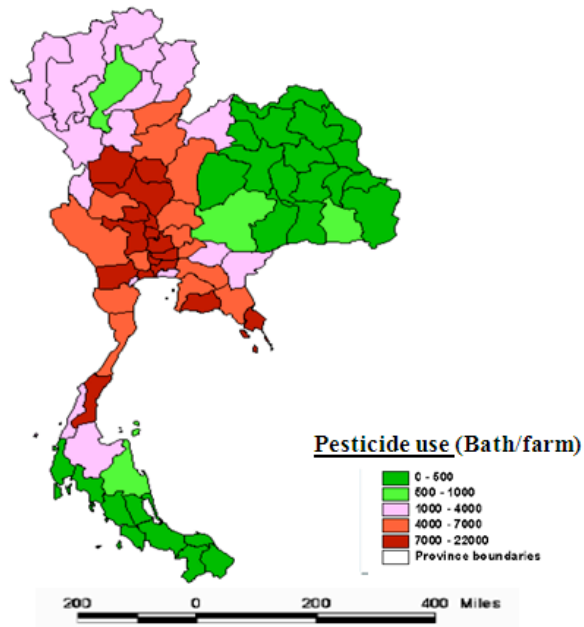 Pesticide use (Bath/farm)
0 - 500
500 - 1000
1000 - 4000
4000 - 7000
7000 - 22000
Province boundaries
200 0 200 400 Miles